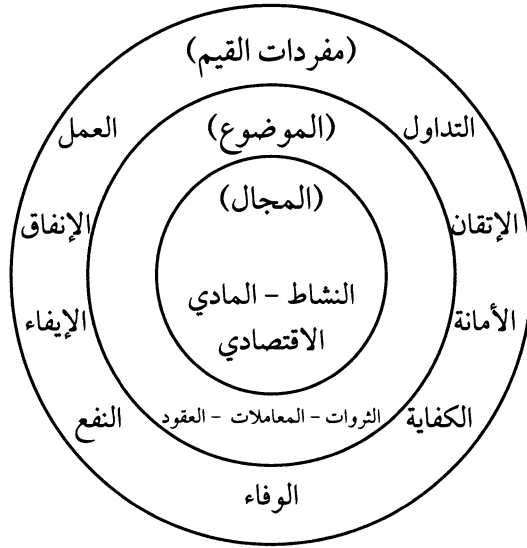 (مفردات القيم)
التداول
العمل
(الموضوع)
(المجال)
الإتقان
الإنفاق
النشاط - المادي
الأمانة
الإيفاء
الاقتصادي
الكفاية
الثروات - المعاملات - العقود
النفع
الوفاء